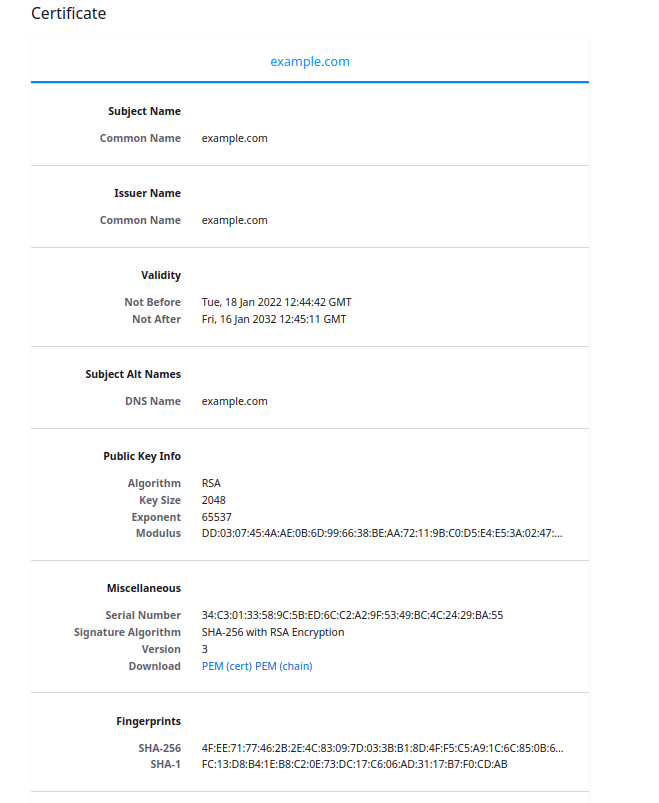 Certificate
example.com
Subject Name
Common Name example.com
Issuer Name
Common Name example.com
Validity
Not Before Tue, 18 Jan 2022 12:44:42 GMT
Not After Fri, 16 Jan 2032 12:45:11 GMT
Subject Alt Names
DNS Name example.com
Public Key Info
Algorithm RSA
Key Size 2048
Exponent 65537
Modulus DD:03:07:45:4A:AE:0B:6D:99:66:38:BE:AA:72:11:9B:C0:D5:E4:E5:3A:02:47:...
Miscellaneous
Serial Number 34:C3:01:33:58:9C:5B:ED:6C:C2:A2:9F:53:49:BC:4C:24:29:BA:55
Signature Algorithm SHA-256 with RSA Encryption
Version 3
Download PEM (cert) PEM (chain)
Fingerprints
SHA-256 4F:EE:71:77:46:2B:2E:4C:83:09:7D:03:3B:B1:8D:4F:F5:C5:A9:1C:6C:85:0B:6...
SHA-1 FC:13:D8:B4:1E:B8:C2:0E:73:DC:17:C6:06:AD:31:17:B7:F0:CD:AB